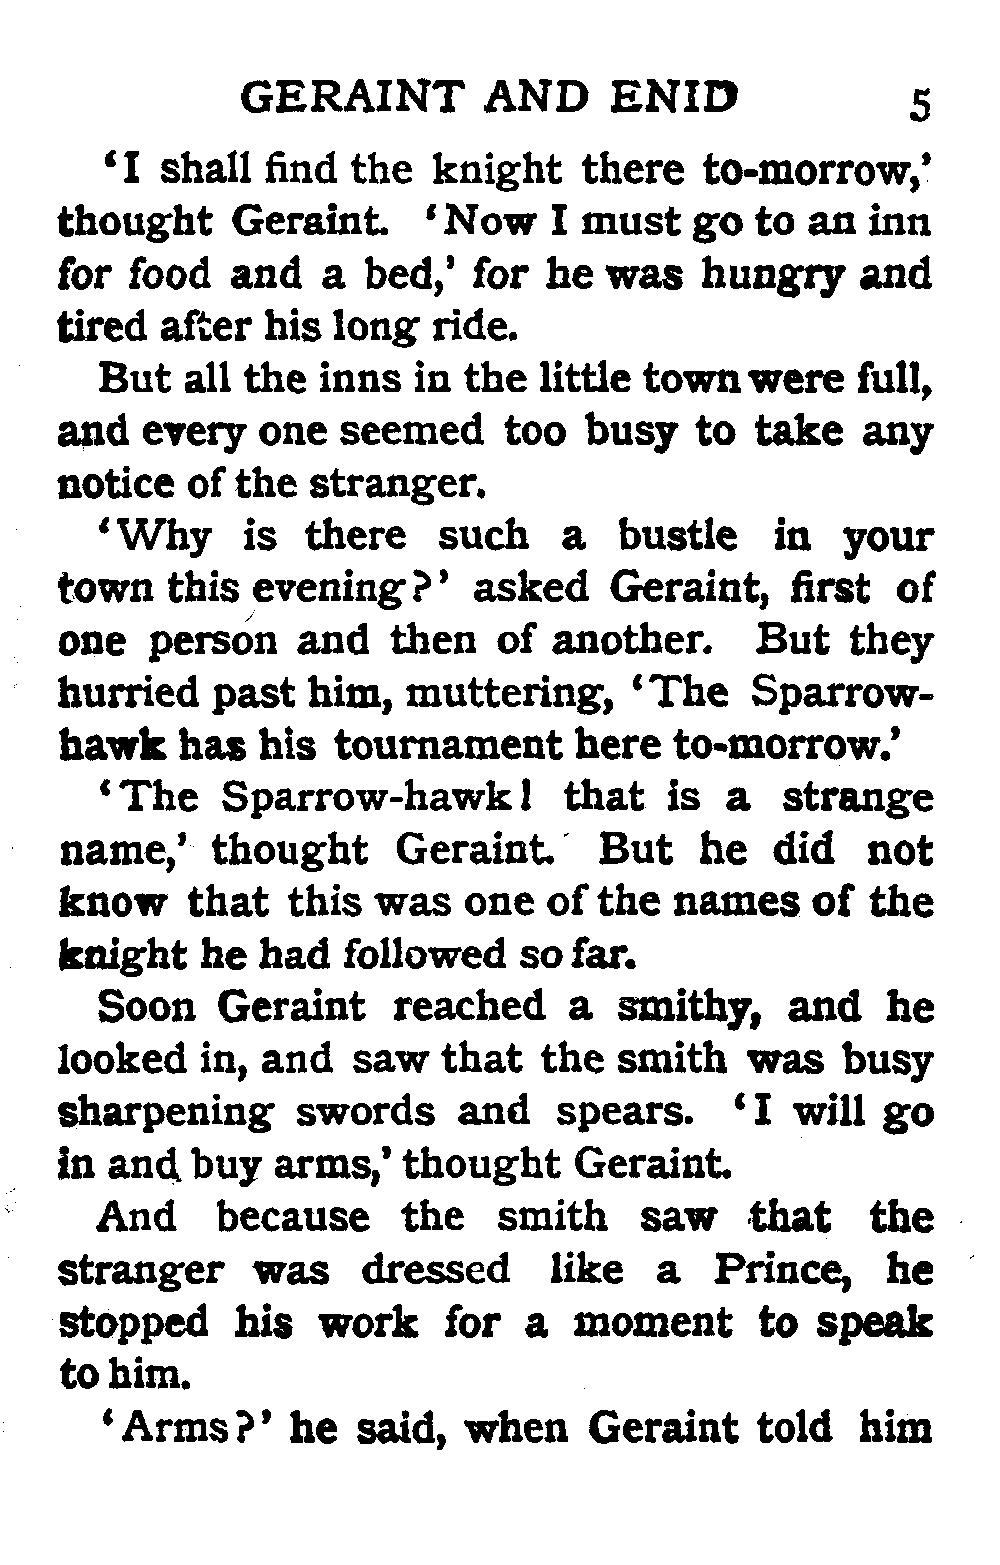 GERAINT AND ENID 5
‘I shall find the knight there to-morrow,’
thought Geraint. ‘Now I must go to an inn
for food and a bed,’ for he was hungry and
tired after his long ride.
But all the inns in the little town were full,
and every one seemed too busy to take any
notice of the stranger.
‘Why is there such a bustle in your
town this evening?’ asked Geraint, first of
one person and then of another. But they
hurried past him, muttering, ‘The Sparrow-
hawk has his tournament here to-morrow.’
‘The Sparrow-hawk! that is a strange
name,’ thought Geraint. But he did not
know that this was one of the names of the
knight he had followed so far.
Soon Geraint reached a smithy, and he
looked in, and saw that the smith was busy
sharpening swords and spears. ‘I will go
in and buy arms,’ thought Geraint.
And because the smith saw that the
stranger was dressed like a Prince, he
stopped his work for a moment to speak
to him.
‘Arms?’ he said, when Geraint told him